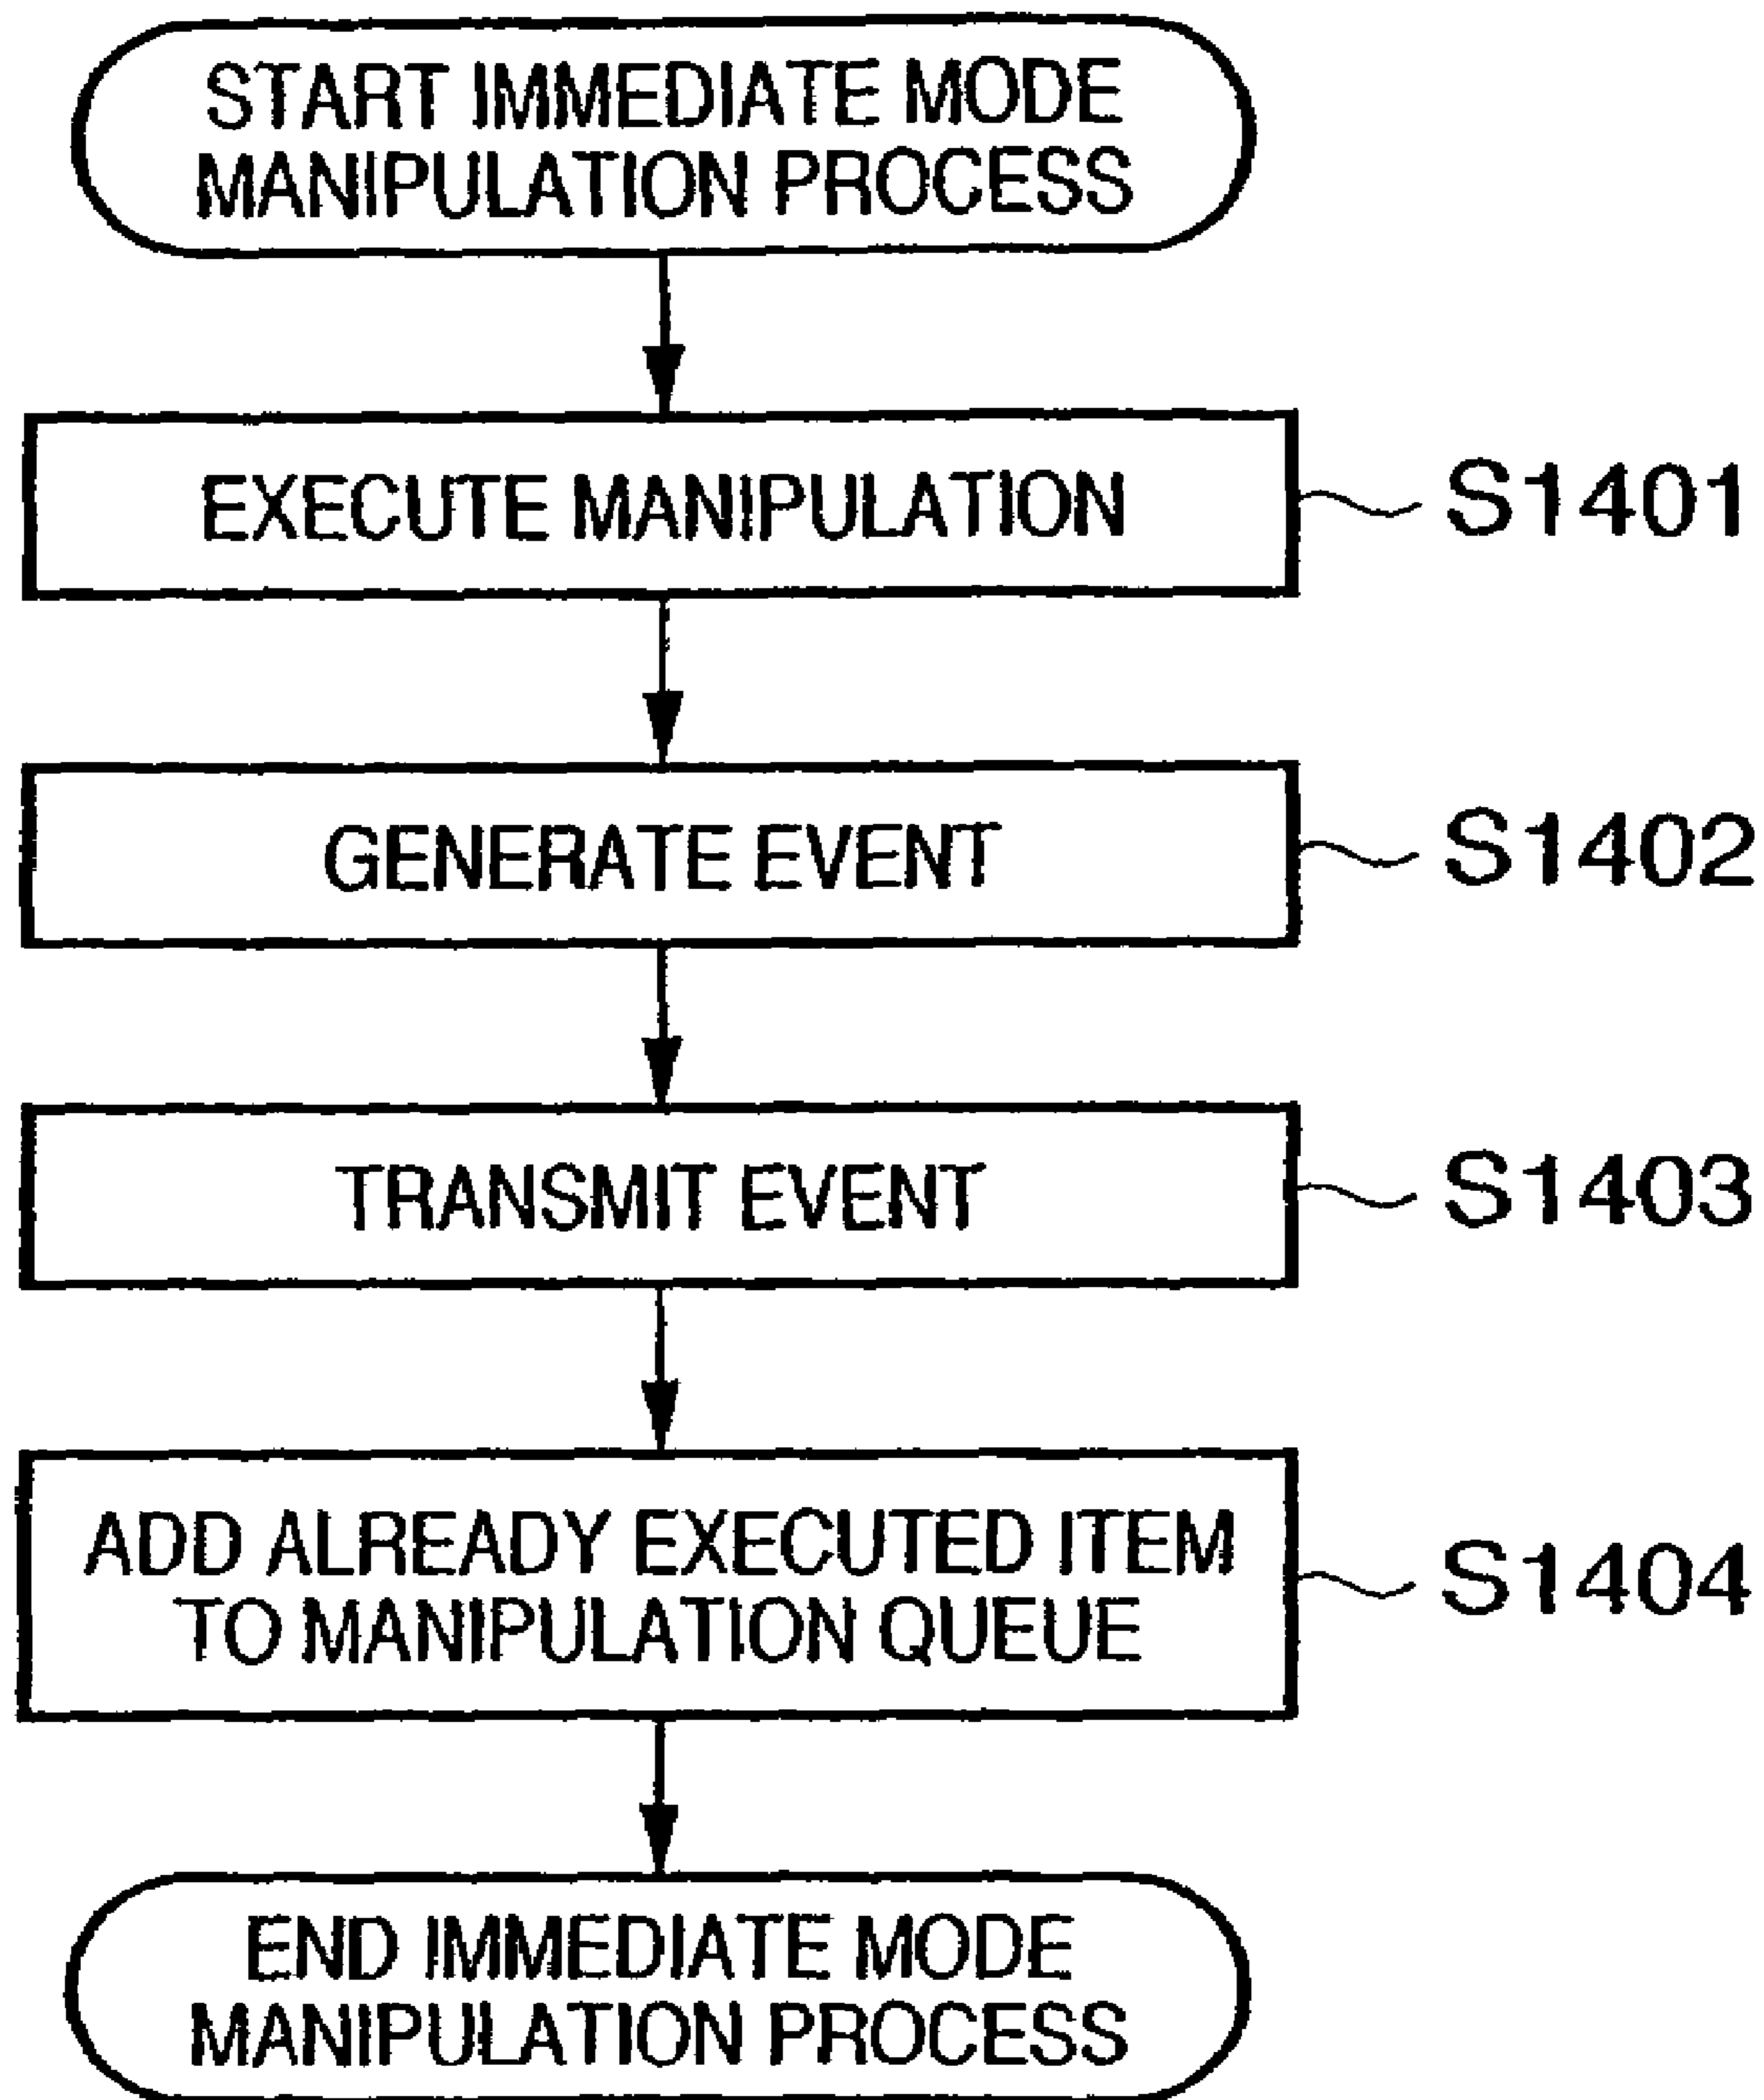 START IMMEDIATE MODE
MANIPULATION PROCESS
EXECUTE MANIPULATION
S1401
GENERATE EVENT
S1402
TRANSMIT EVENT
S1403
ADD ALREADY EXECUTED ITEM
TO MANIPULATION QUEUE
S1404
END IMMEDIATE MODE
MANIPULATION PROCESS